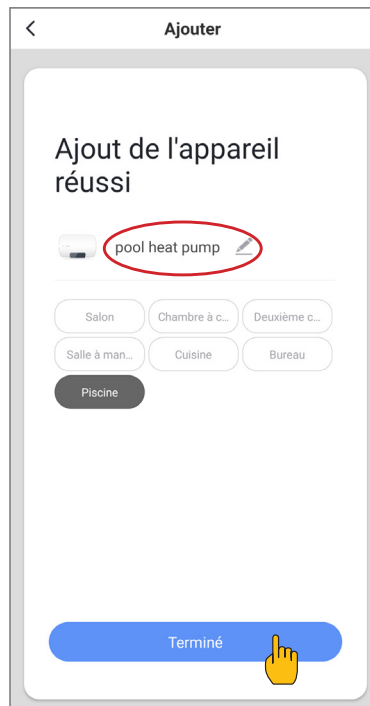 Ajouter
Ajout de l'appareil
réussi
pool heat pump
Salon
Chambre à c...
Deuxième c...
Salle à man...
Cuisine
Bureau
Piscine
Terminé